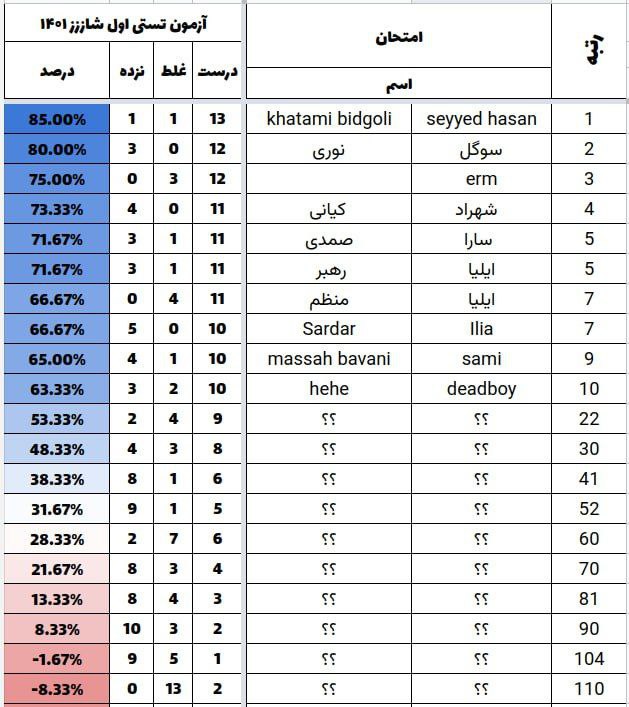 آزمون تستی اول شاززز ۱۴۰۱
امتحان
رتبه
اسم
درست غلط نزده درصد
1 seyyed hasan khatami bidgoli 13 1 1 85.00%
2 سوگل نوری 12 0 3 80.00%
3 erm 12 3 0 75.00%
4 شهراد کیانی 11 0 4 73.33%
5 سارا صمدی 11 1 3 71.67%
5 ایلیا رهبر 11 1 3 71.67%
7 ایلیا منظم 11 4 0 66.67%
7 Ilia Sardar 10 0 5 66.67%
9 sami massah bavani 10 1 4 65.00%
10 deadboy hehe 10 2 3 63.33%
22 ؟؟ ؟؟ 9 4 2 53.33%
30 ؟؟ ؟؟ 8 3 4 48.33%
41 ؟؟ ؟؟ 6 1 8 38.33%
52 ؟؟ ؟؟ 5 1 9 31.67%
60 ؟؟ ؟؟ 6 7 2 28.33%
70 ؟؟ ؟؟ 4 3 8 21.67%
81 ؟؟ ؟؟ 3 4 8 13.33%
90 ؟؟ ؟؟ 2 3 10 8.33%
104 ؟؟ ؟؟ 1 5 9 -1.67%
110 ؟؟ ؟؟ 2 13 0 -8.33%